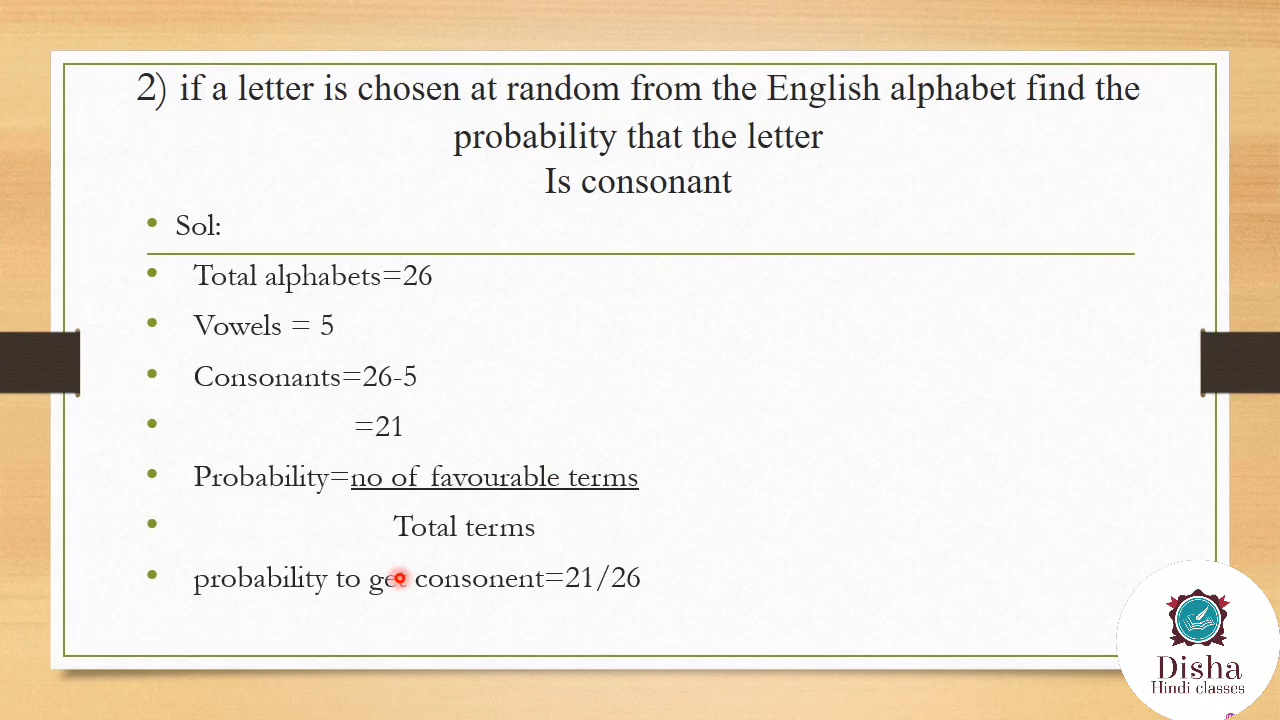 2) if a letter is chosen at random from the English alphabet find the
probability that the letter
Is consonant
Sol:
Total alphabets=26
Vowels = 5
Consonants=26-5
=21
Probability=no of favourable terms
Total terms
probability to get consonent=21/26
Disha
Hindi classes